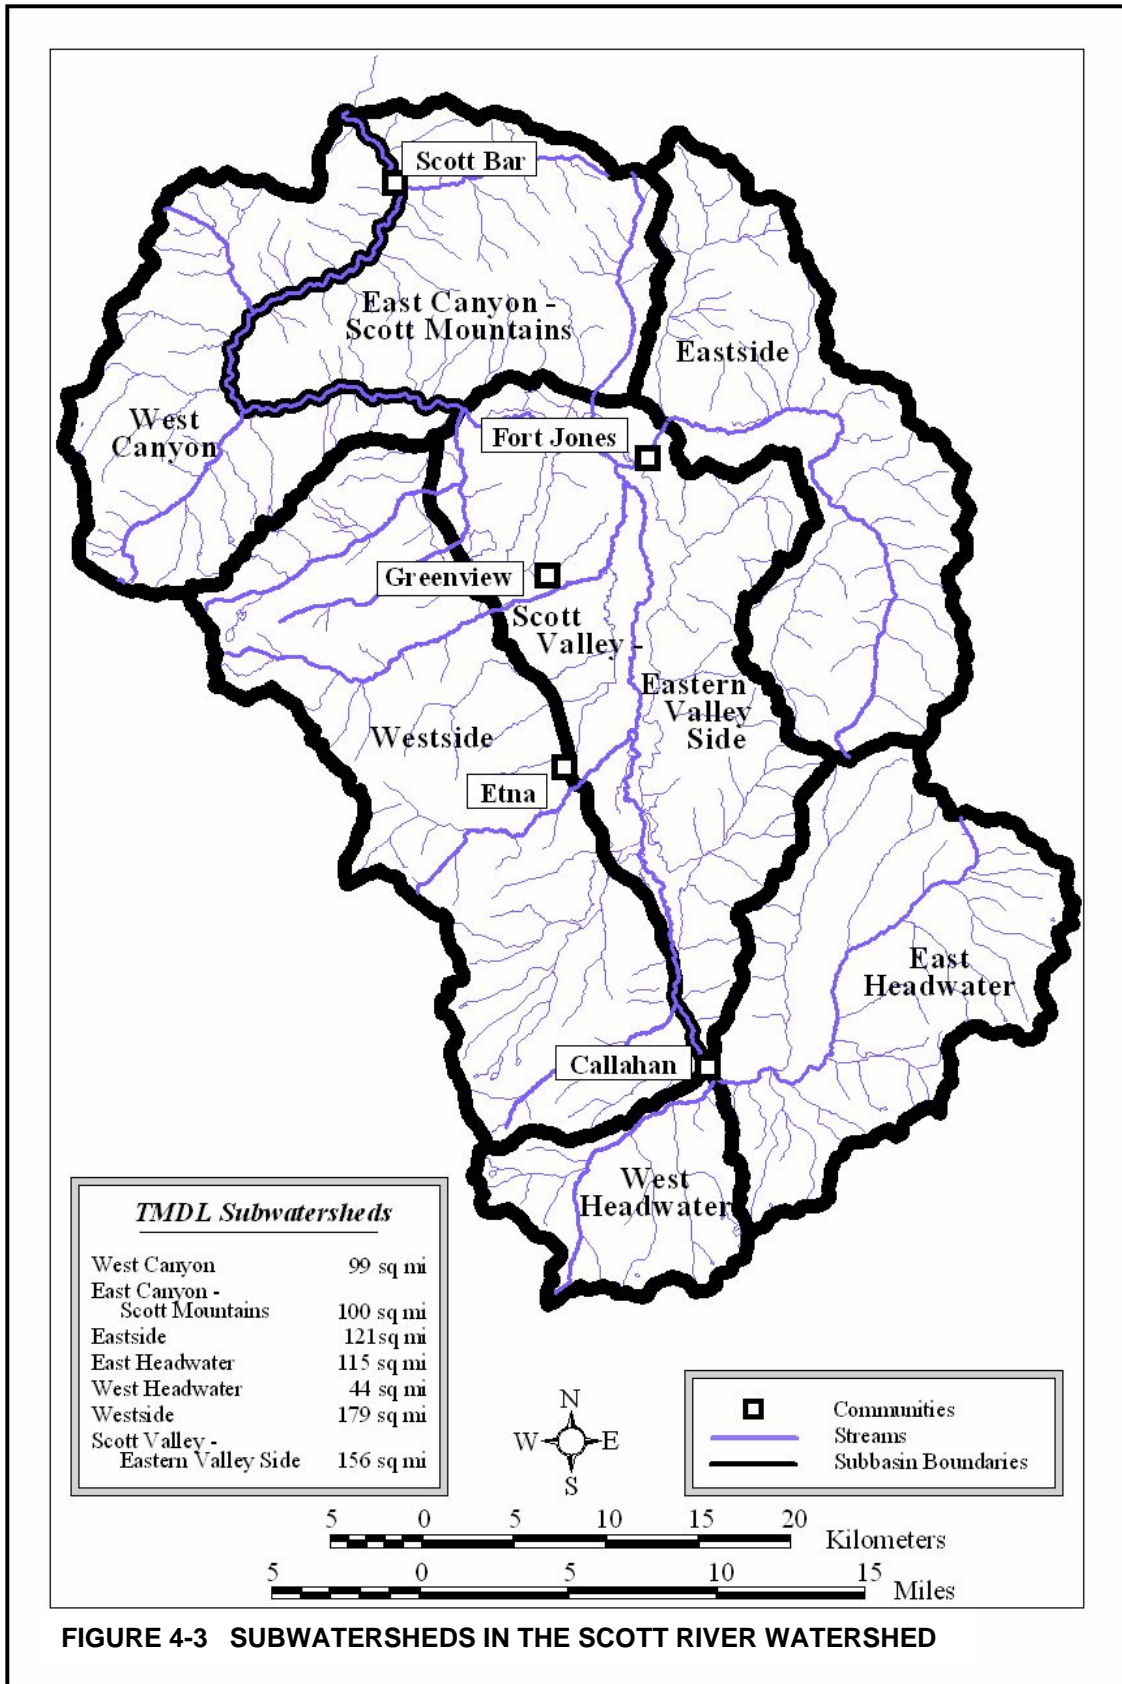 Scott Bar
East Canyon -
Scott Mountains
Eastside
West
Canyon
Fort Jones
Greenview
Scott
Valley -
Eastern
Valley
Side
Westside
Etna
East
Headwater
Callahan
West
Headwater
TMDL Subwatersheds
West Canyon 99 sq mi
East Canyon -
Scott Mountains 100 sq mi
Eastside 121sq mi
East Headwater 115 sq mi
West Headwater 44 sq mi
Westside 179 sq mi
Scott Valley -
Eastern Valley Side 156 sq mi
N
W E
S
Communities
Streams
Subbasin Boundaries
5 0 5 10 15 20
Kilometers
5 0 5 10 15
Miles
FIGURE 4-3 SUBWATERSHEDS IN THE SCOTT RIVER WATERSHED